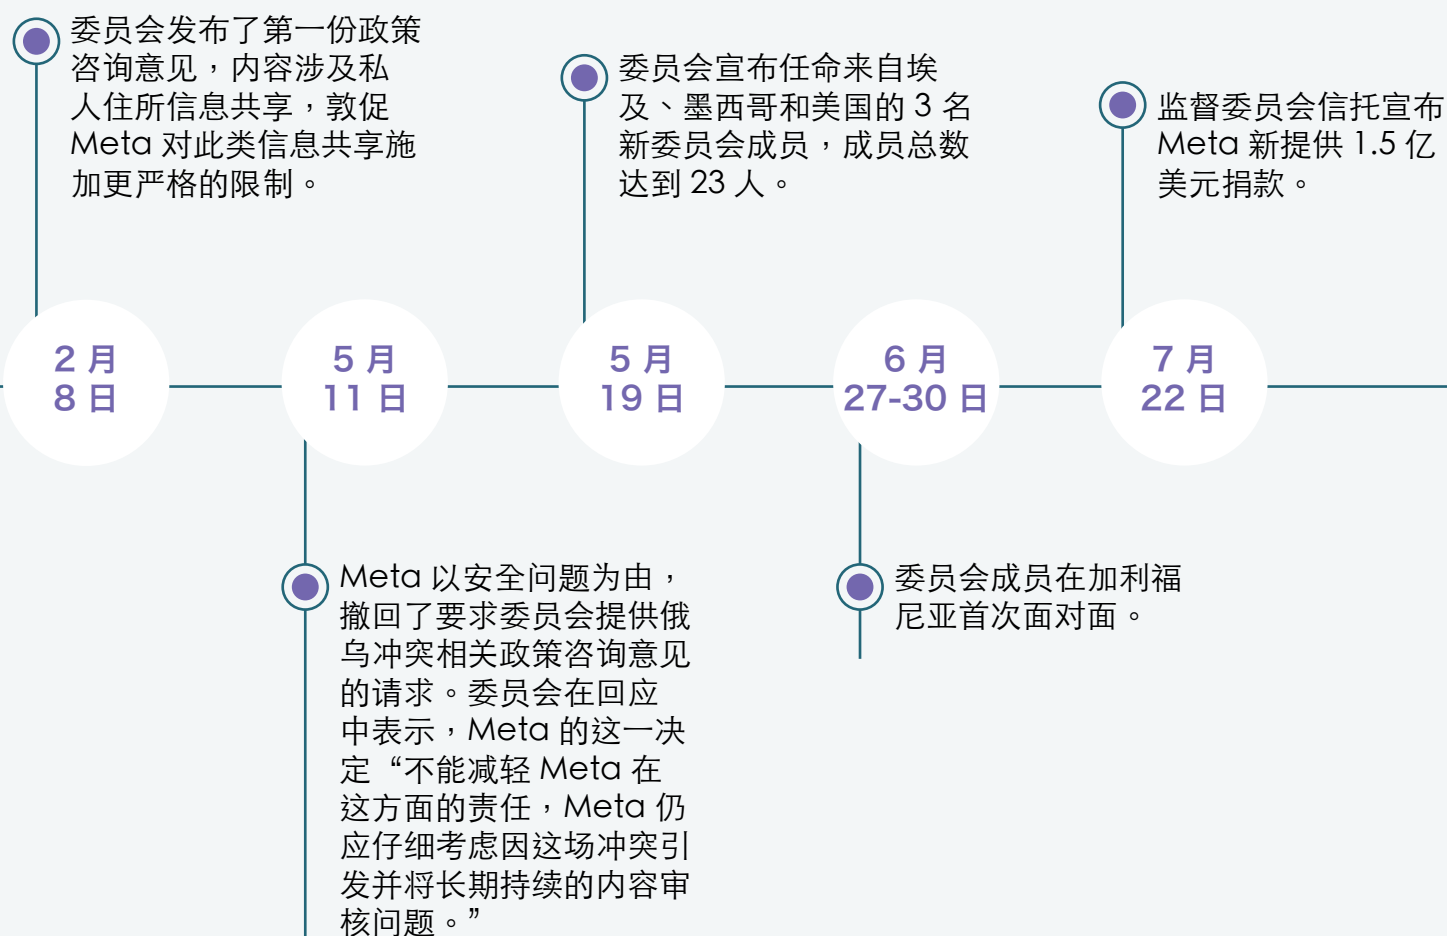 委员会发布了第一份政策
咨询意见，内容涉及私
人住所信息共享，敦促
Meta 对此类信息共享施
加更严格的限制。
委员会宣布任命来自埃
及、墨西哥和美国的 3 名
新委员会成员，成员总数
达到 23 人。
监督委员会信托宣布
Meta 新提供 1.5 亿
美元捐款。
2 月
8 日
5 月
11 日
5 月
19 日
6 月
27-30 日
7 月
22 日
Meta 以安全问题为由，
撤回了要求委员会提供俄
乌冲突相关政策咨询意见
的请求。委员会在回应
中表示，Meta 的这一决
定“不能减轻 Meta 在
这方面的责任，Meta 仍
应仔细考虑因这场冲突引
发并将长期持续的内容审
核问题。”
委员会成员在加利福
尼亚首次面对面。